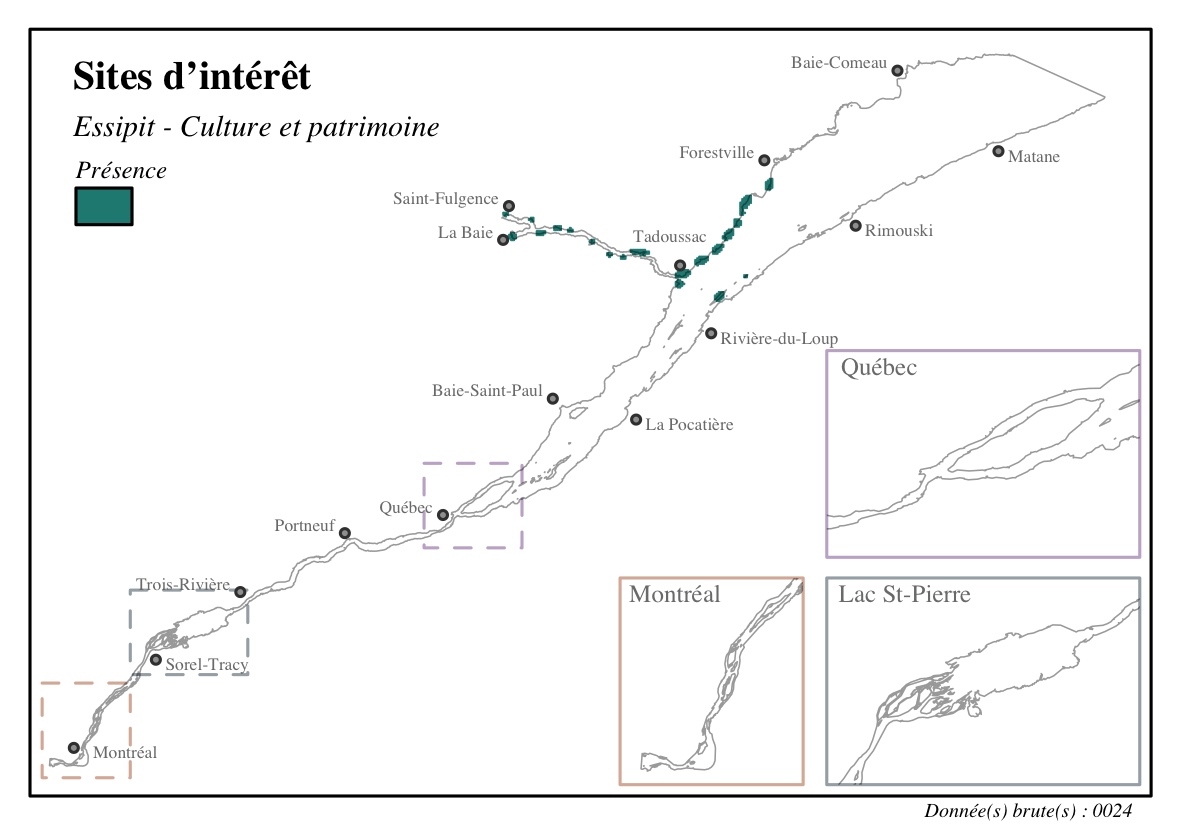 Sites d’intérêt
Essipit - Culture et patrimoine
Présence
Baie-Comeau
Forestville
Matane
Saint-Fulgence
La Baie
Tadoussac
Rimouski
Rivière-du-Loup
Baie-Saint-Paul
La Pocatière
Québec
Québec
Portneuf
Trois-Rivière
Montréal
Lac St-Pierre
Sorel-Tracy
Montréal
Donnée(s) brute(s) : 0024